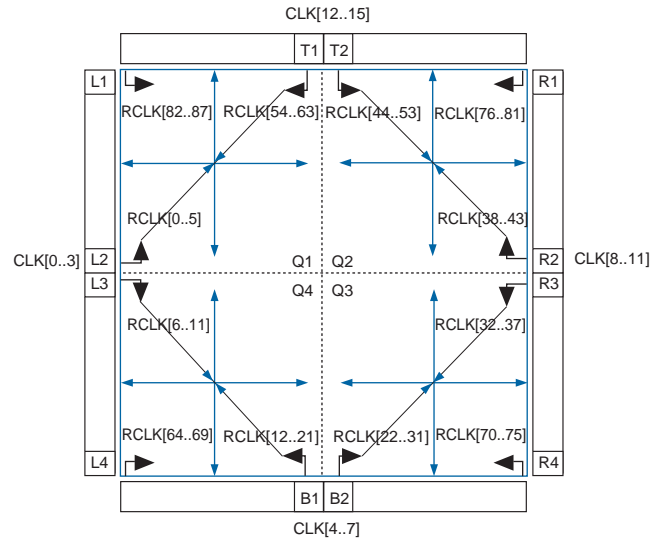 CLK[12..15]
T1 T2
L1
R1
RCLK[82..87] RCLK[54..63] RCLK[44..53] RCLK[76..81]
RCLK[0..5] RCLK[38..43]
CLK[0..3] L2 Q1 Q2 R2 CLK[8..11]
L3 Q4 Q3 R3
RCLK[6..11] RCLK[32..37]
RCLK[64..69] RCLK[12..21] RCLK[22..31] RCLK[70..75]
L4 R4
B1 B2
CLK[4..7]